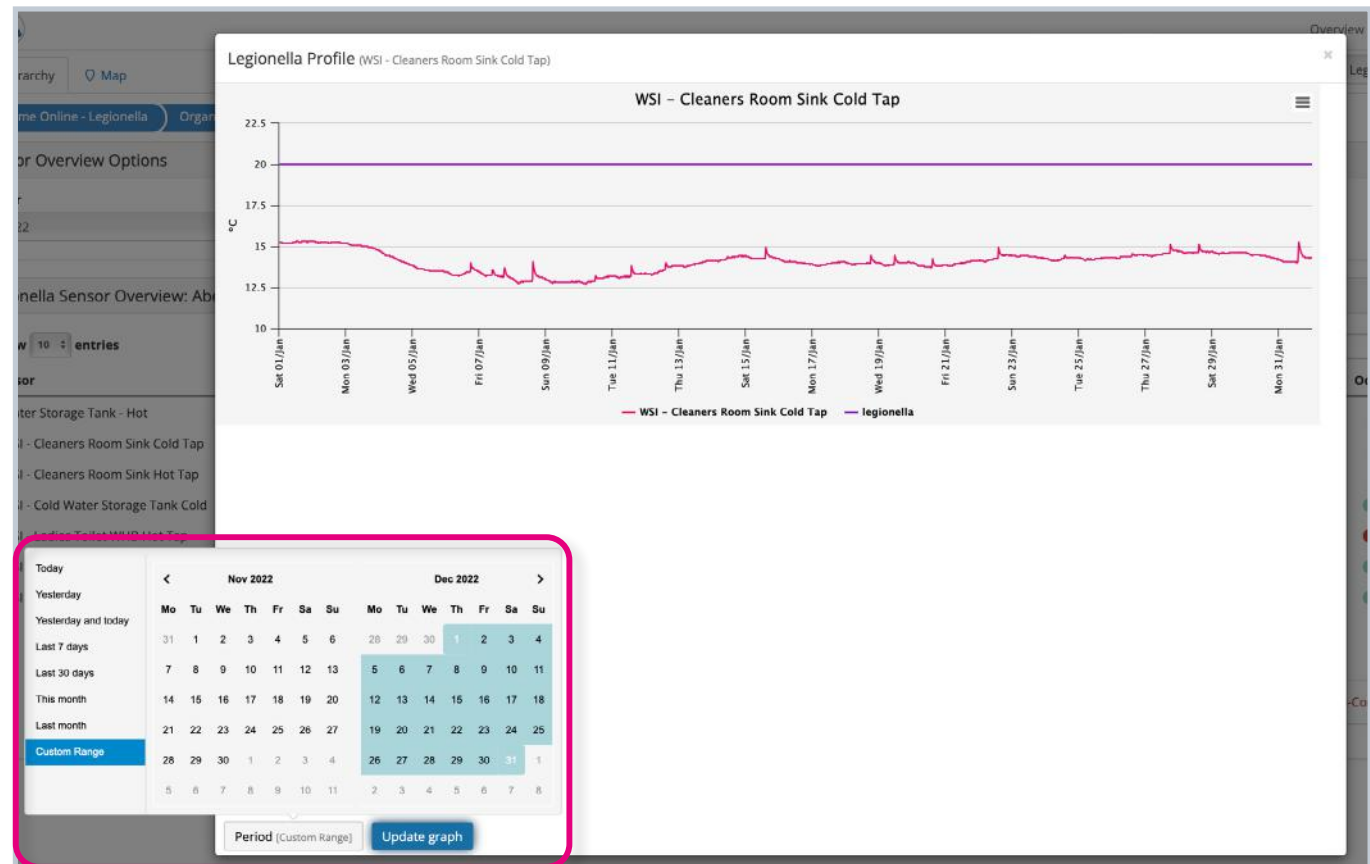 Overview
Legionella Profile (WSI - Cleaners Room Sink Cold Tap) ×
rarchy Map Leg
me Online - Legionella Organ
or Overview Options
22
nella Sensor Overview: Abo
w 10 entries
sor
ter Storage Tank - Hot
I - Cleaners Room Sink Cold Tap
I - Cleaners Room Sink Hot Tap
I - Cold Water Storage Tank Cold
I - Ladies Toilet WHB Hot Tap
WSI – Cleaners Room Sink Cold Tap
22.5
20
17.5
15
12.5
10
°C
Sat 01/Jan
Mon 03/Jan
Wed 05/Jan
Fri 07/Jan
Sun 09/Jan
Tue 11/Jan
Thu 13/Jan
Sat 15/Jan
Mon 17/Jan
Wed 19/Jan
Fri 21/Jan
Sun 23/Jan
Tue 25/Jan
Thu 27/Jan
Sat 29/Jan
Mon 31/Jan
WSI – Cleaners Room Sink Cold Tap legionella
Today
Yesterday
Yesterday and today
Last 7 days
Last 30 days
This month
Last month
Custom Range
Nov 2022
Mo Tu We Th Fr Sa Su
31 1 2 3 4 5 6
7 8 9 10 11 12 13
14 15 16 17 18 19 20
21 22 23 24 25 26 27
28 29 30 1 2 3 4
5 6 7 8 9 10 11
Dec 2022
Mo Tu We Th Fr Sa Su
28 29 30 1 2 3 4
5 6 7 8 9 10 11
12 13 14 15 16 17 18
19 20 21 22 23 24 25
26 27 28 29 30 31 1
2 3 4 5 6 7 8
-Co
Period [Custom Range] Update graph